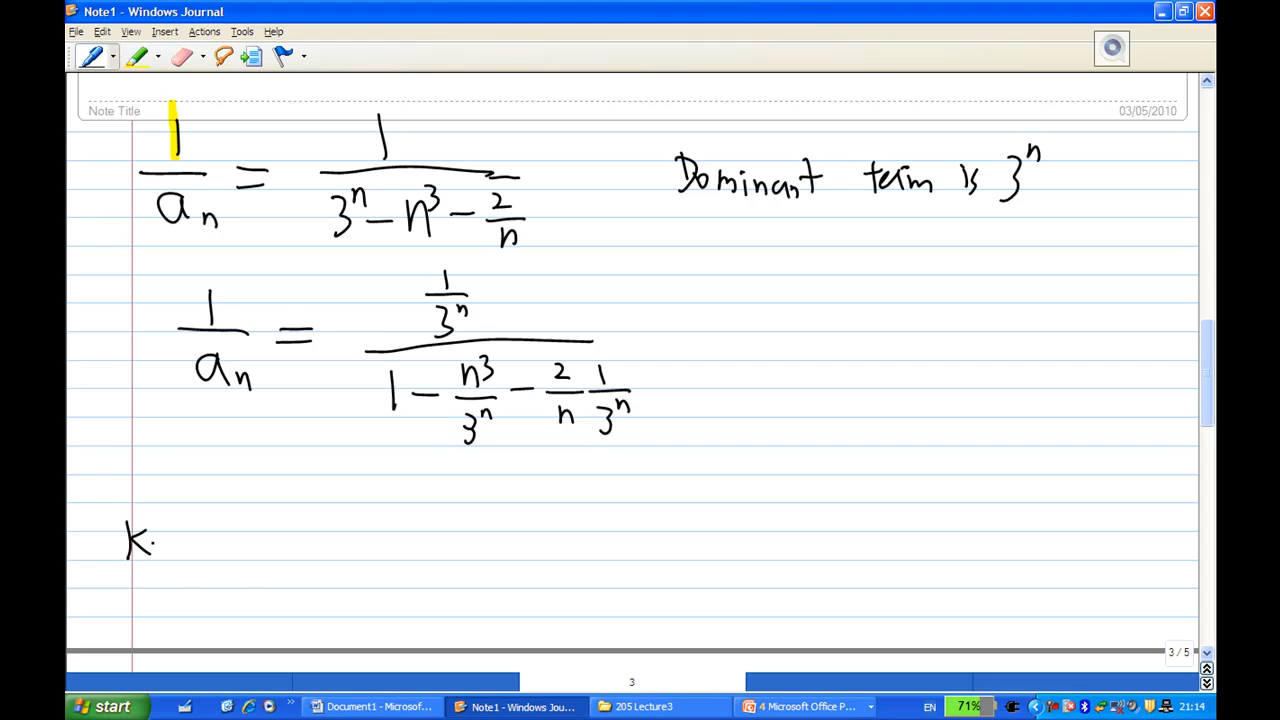 Note1 - Windows Journal
File Edit View Insert Actions Tools Help
Note Title 03/05/2010
1/a_n = 1/(3^n - n^3 - 2/n) Dominant term is 3^n
1/a_n = (1/3^n)/(1 - n^3/3^n - 2/n 1/3^n)
K
3 / 5
3
start Document1 - Microsof... Note1 - Windows Jou... 205 Lecture3 4 Microsoft Office P... EN 71% 21:14